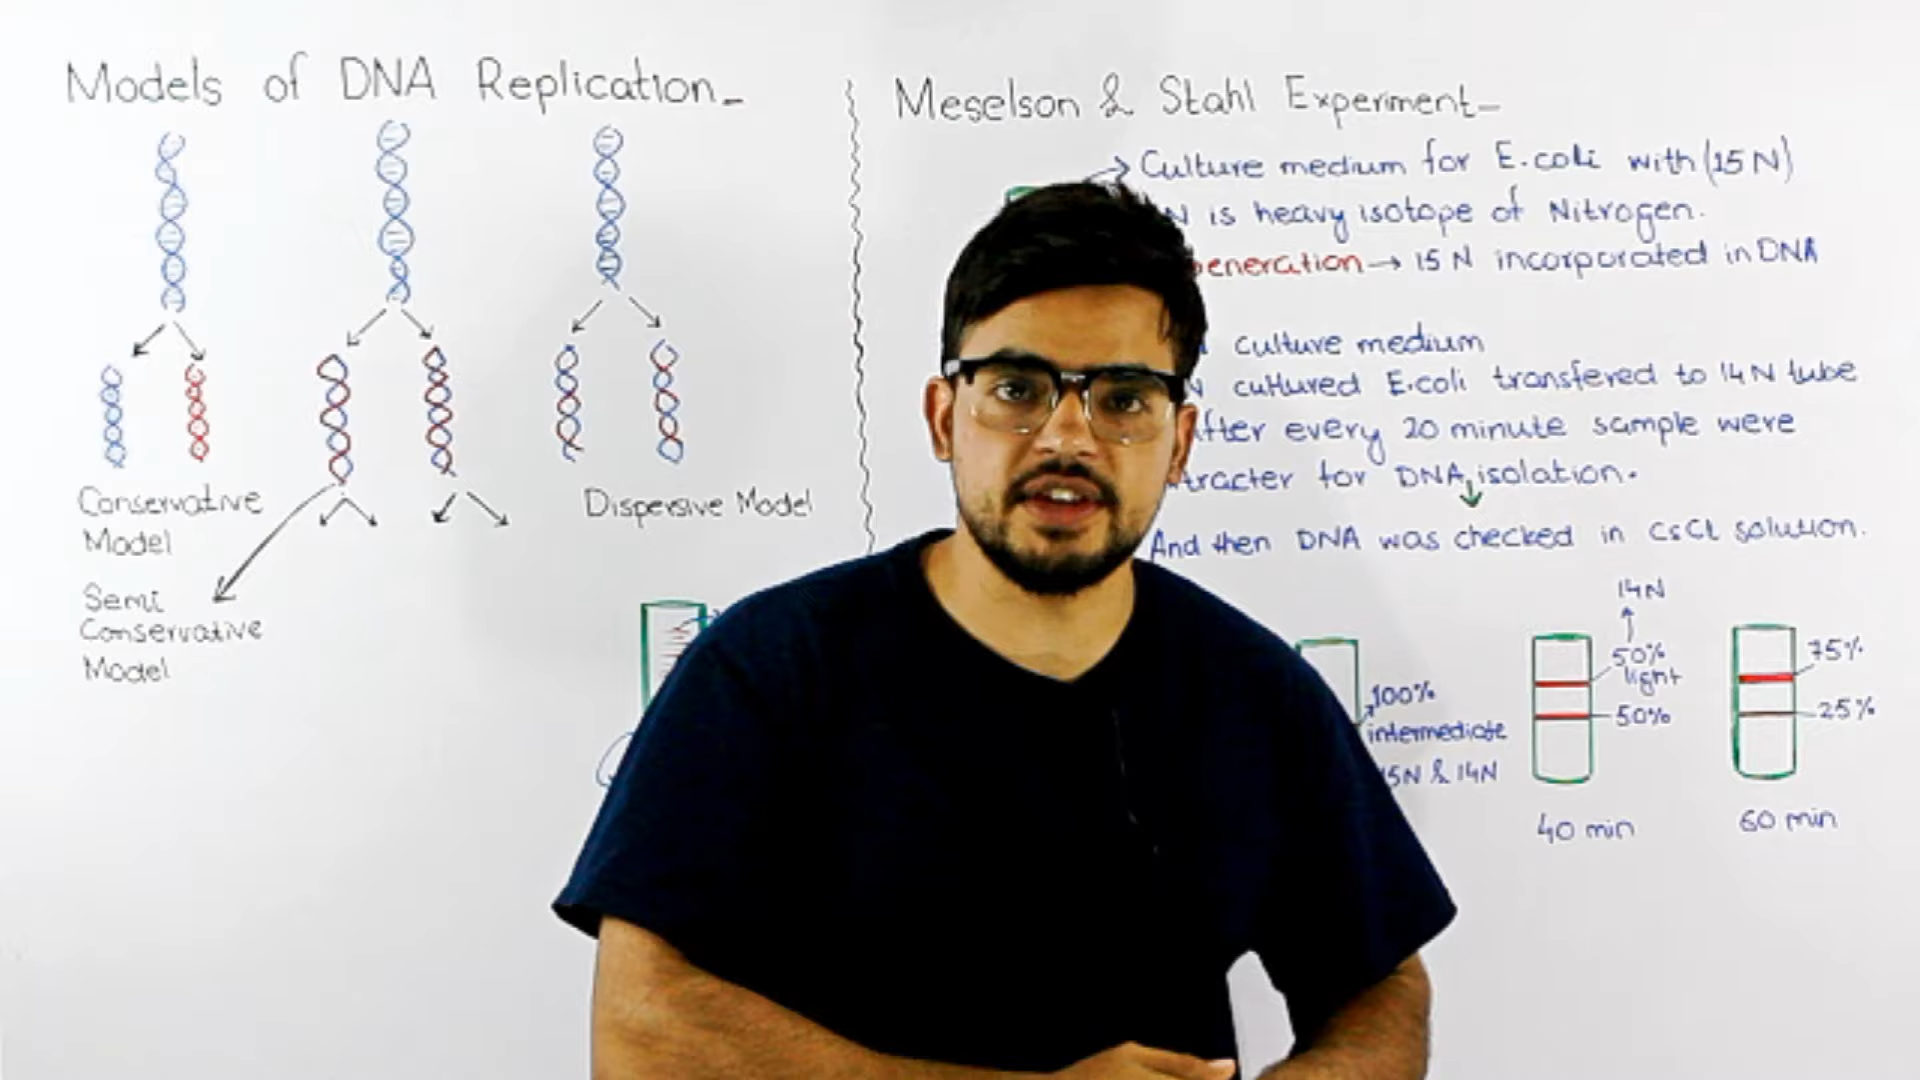 Models of DNA Replication_
Conservative
Model
Semi
Conservative
Model
Dispersive Model
Meselson & Stahl Experiment_
→ Culture medium for E.coli with (15 N)
N is heavy isotope of Nitrogen.
eneration → 15 N incorporated in DNA
culture medium
cultured E.coli transfered to 14 N tube
After every 20 minute sample were
tracter for DNA isolation.
And then DNA was checked in CsCl solution.
100%
intermediate
15N & 14N
14N
50%
light
50%
40 min
75%
25%
60 min